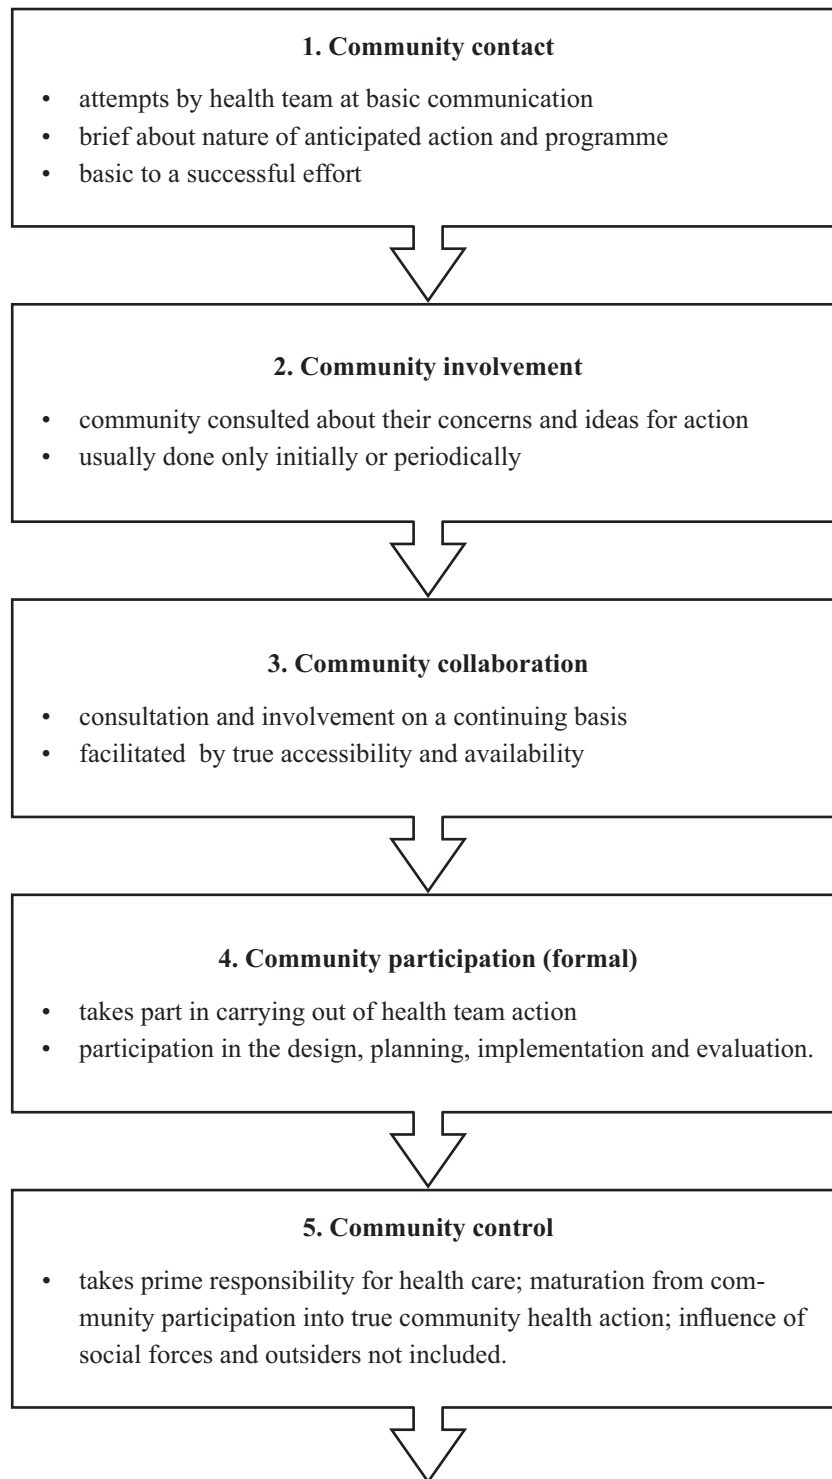 1. Community contact
• attempts by health team at basic communication
• brief about nature of anticipated action and programme
• basic to a successful effort
2. Community involvement
• community consulted about their concerns and ideas for action
• usually done only initially or periodically
3. Community collaboration
• consultation and involvement on a continuing basis
• facilitated by true accessibility and availability
4. Community participation (formal)
• takes part in carrying out of health team action
• participation in the design, planning, implementation and evaluation.
5. Community control
• takes prime responsibility for health care; maturation from com-
munity participation into true community health action; influence of
social forces and outsiders not included.